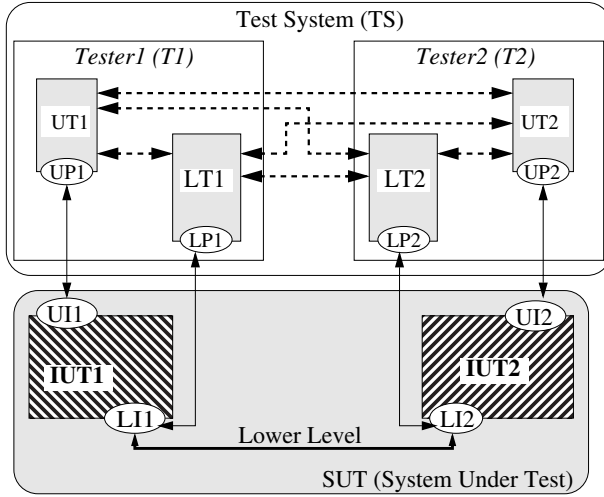 Test System (TS)
Tester1 (T1)
Tester2 (T2)
UT1
UT2
UP1
LT1
LT2
UP2
LP1
LP2
UI1
UI2
IUT1
IUT2
LI1
LI2
Lower Level
SUT (System Under Test)